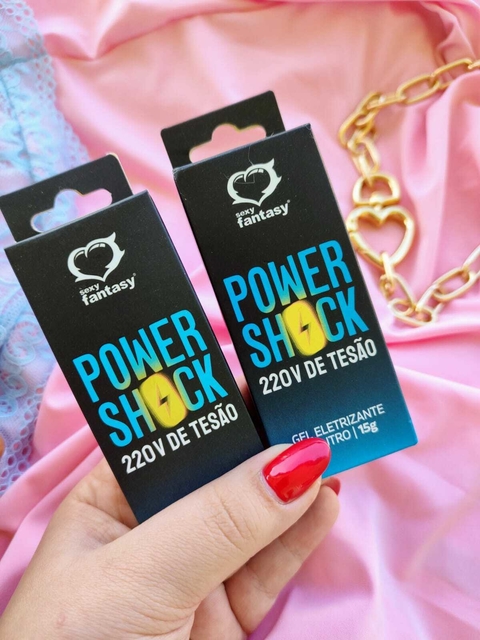 sexy
fantasy®
POWER
SHOCK
220V DE TESÃO
sexy
fantasy®
POWER
SHOCK
220V DE TESÃO
GEL ELETRIZANTE
15g